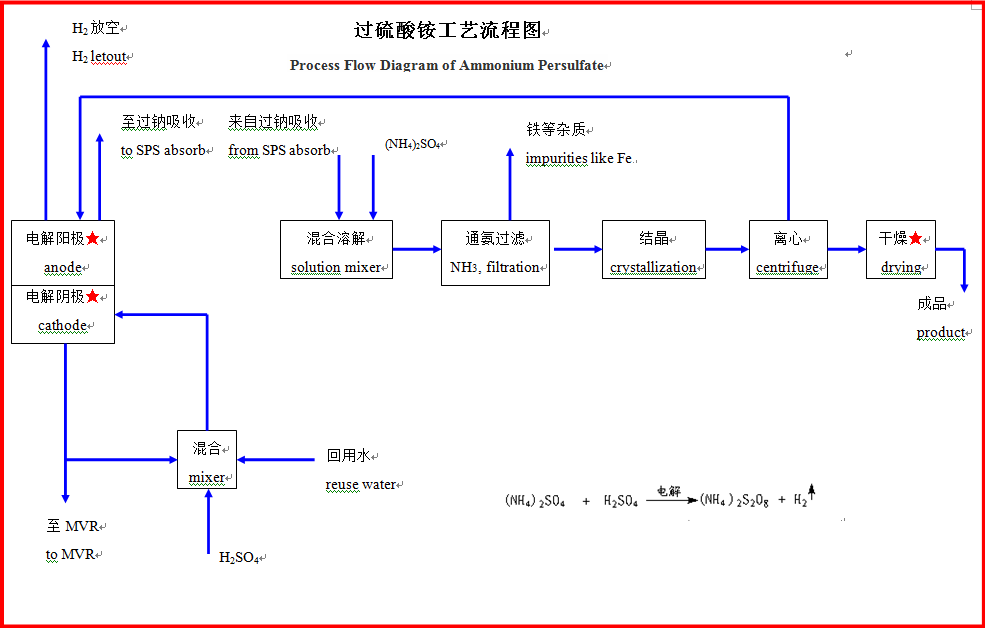 过硫酸铵工艺流程图
Process Flow Diagram of Ammonium Persulfate
H2 放空
H2 letout
至过钠吸收
to SPS absorb
来自过钠吸收
from SPS absorb
(NH4)2SO4
铁等杂质
impurities like Fe..
电解阳极★
anode
电解阴极★
cathode
混合溶解
solution mixer
通氨过滤
NH3, filtration
结晶
crystallization
离心
centrifuge
干燥★
drying
成品
product
混合
mixer
回用水
reuse water
至 MVR
to MVR
H2SO4
(NH4)2SO4 + H2SO4 电解 (NH4)2S2O8 + H2